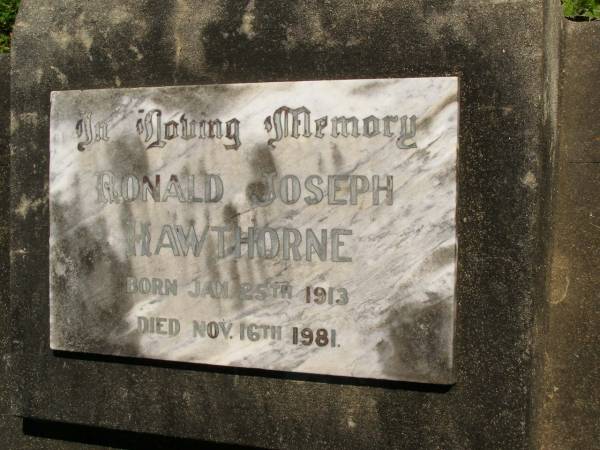 In Loving Memory
RONALD JOSEPH
HAWTHORNE
BORN JAN. 25TH 1913
DIED NOV. 16TH 1981.